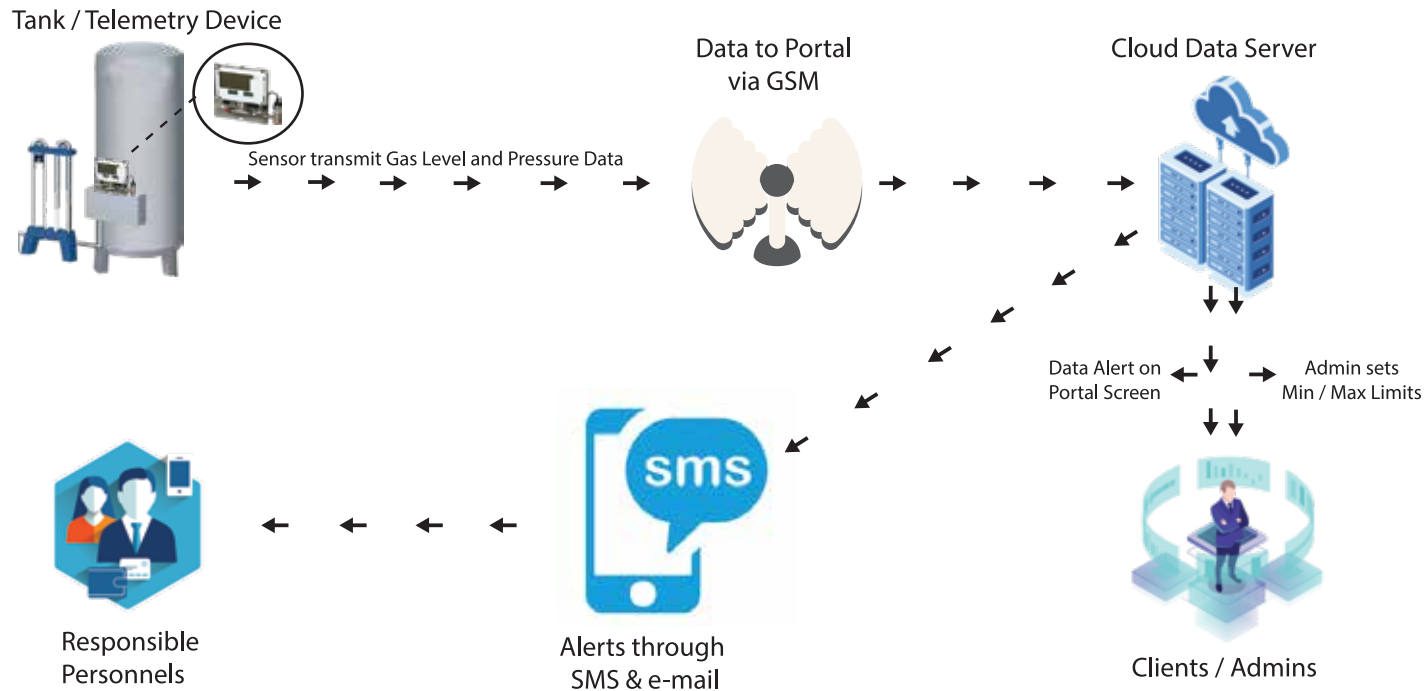 Tank / Telemetry Device
Data to Portal
via GSM
Cloud Data Server
Sensor transmit Gas Level and Pressure Data
Data Alert on
Portal Screen
Admin sets
Min / Max Limits
sms
Responsible
Personnels
Alerts through
SMS & e-mail
Clients / Admins